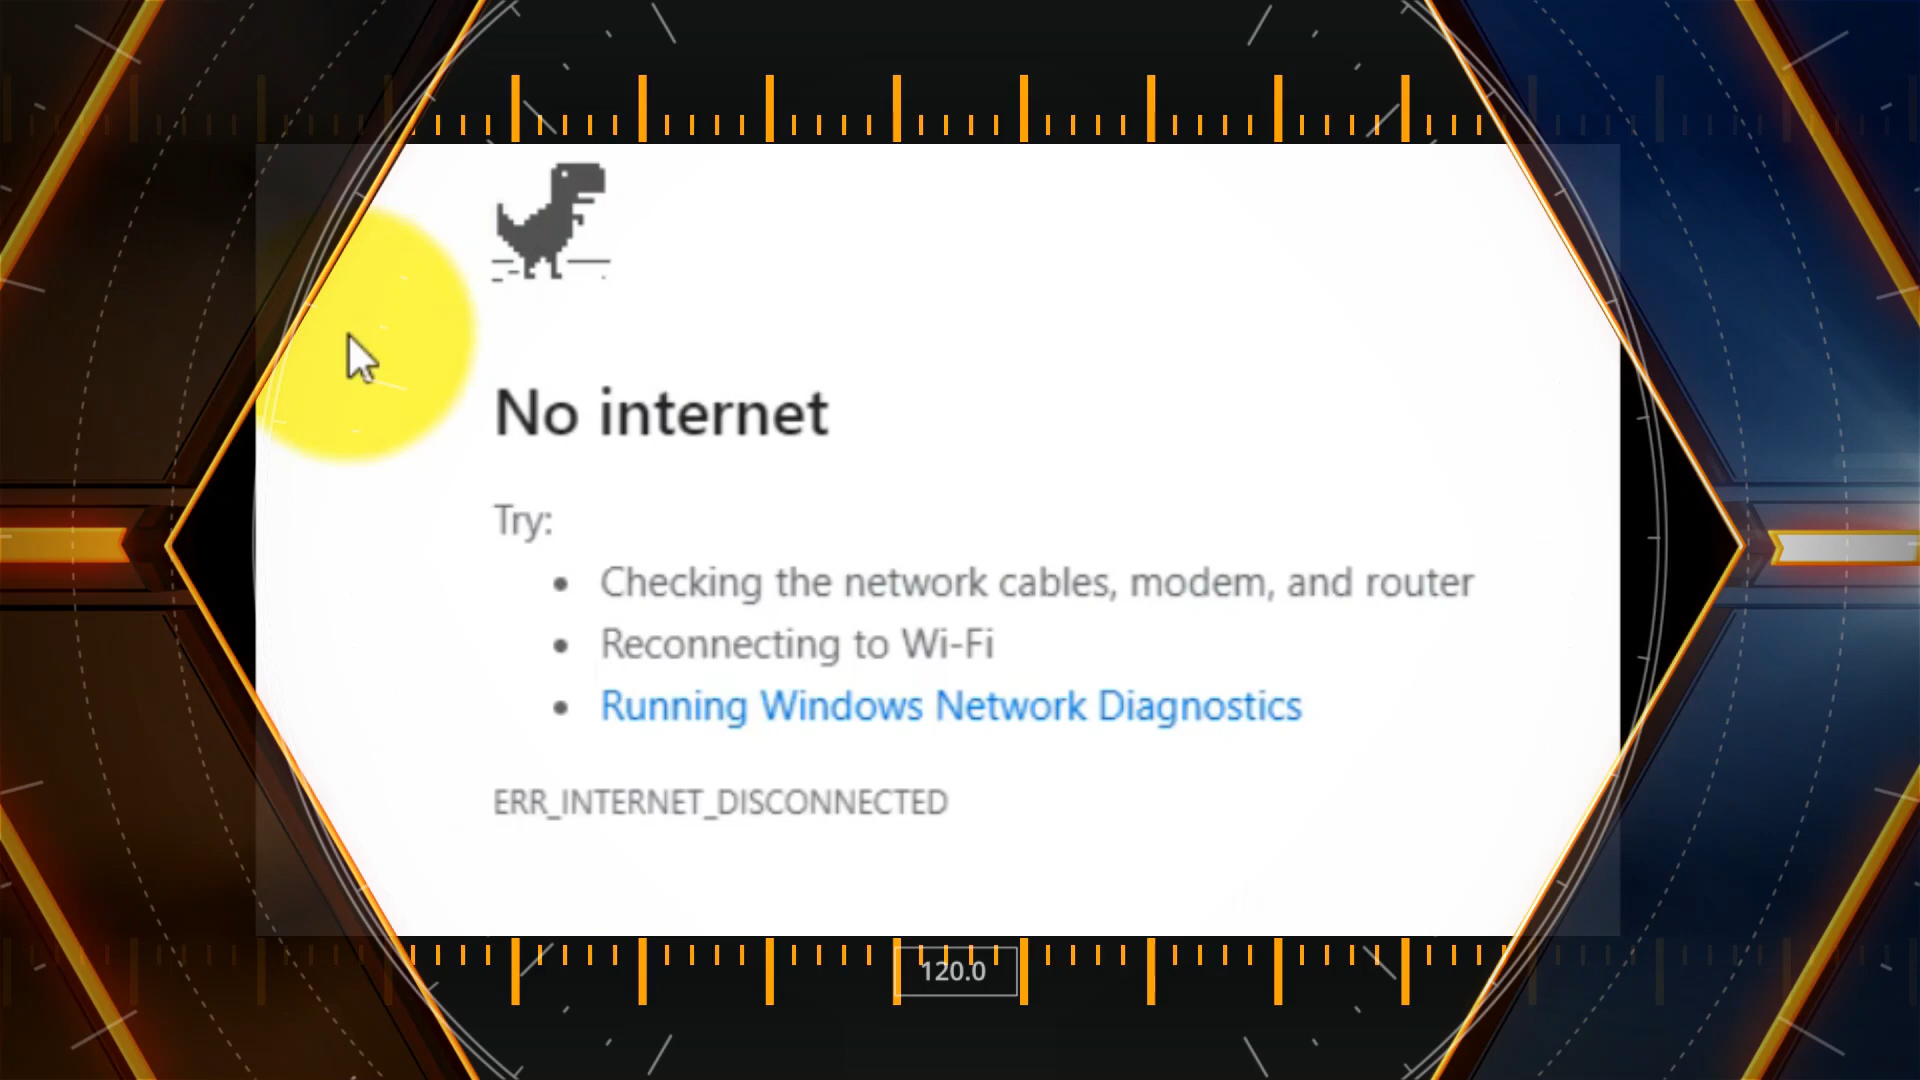 No internet
Try:
• Checking the network cables, modem, and router
• Reconnecting to Wi-Fi
• Running Windows Network Diagnostics
ERR_INTERNET_DISCONNECTED
120.0